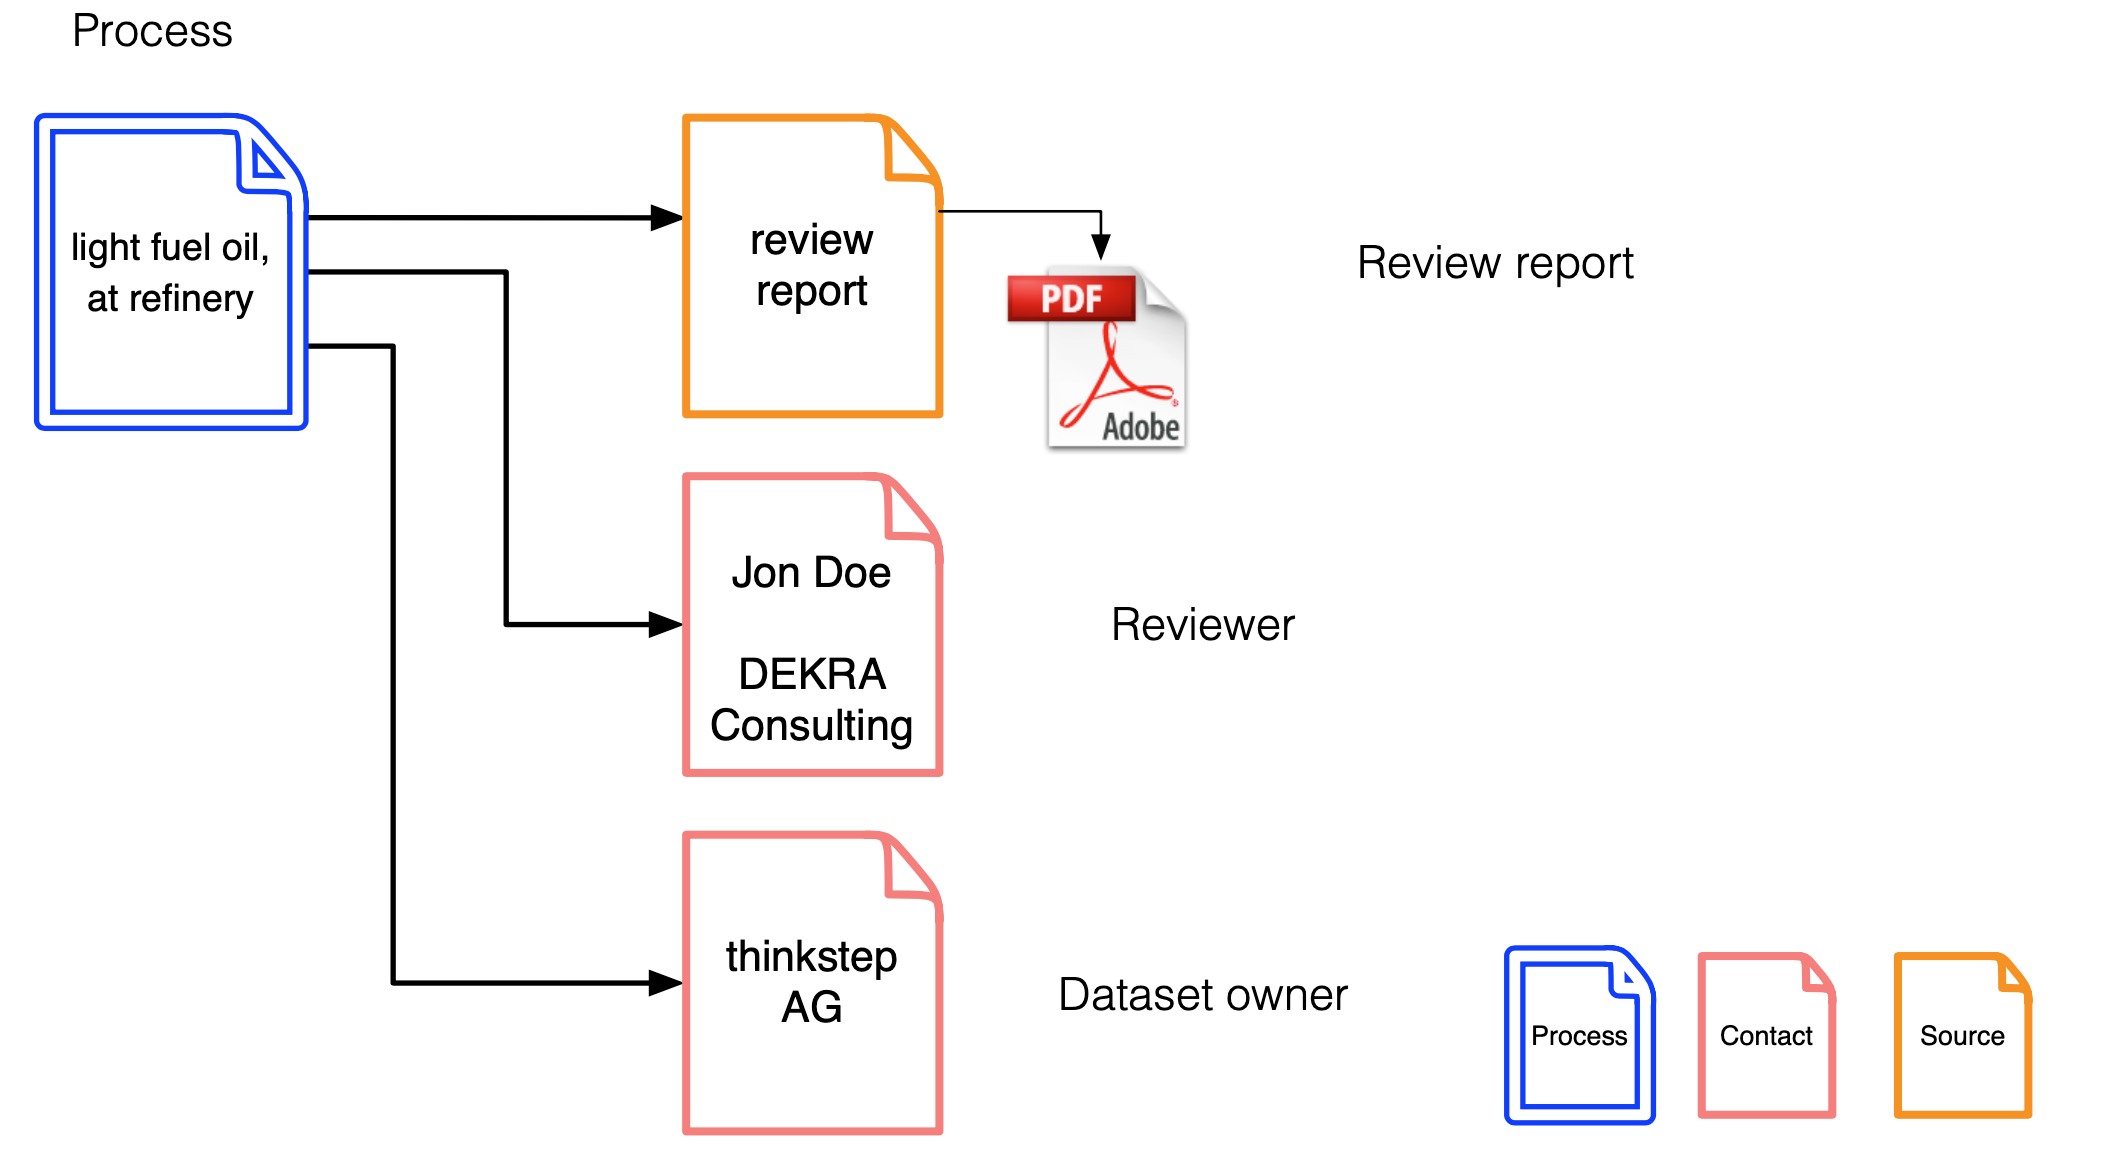 Process
light fuel oil,
at refinery
review
report
PDF
Adobe
Review report
Jon Doe
DEKRA
Consulting
Reviewer
thinkstep
AG
Dataset owner
Process
Contact
Source